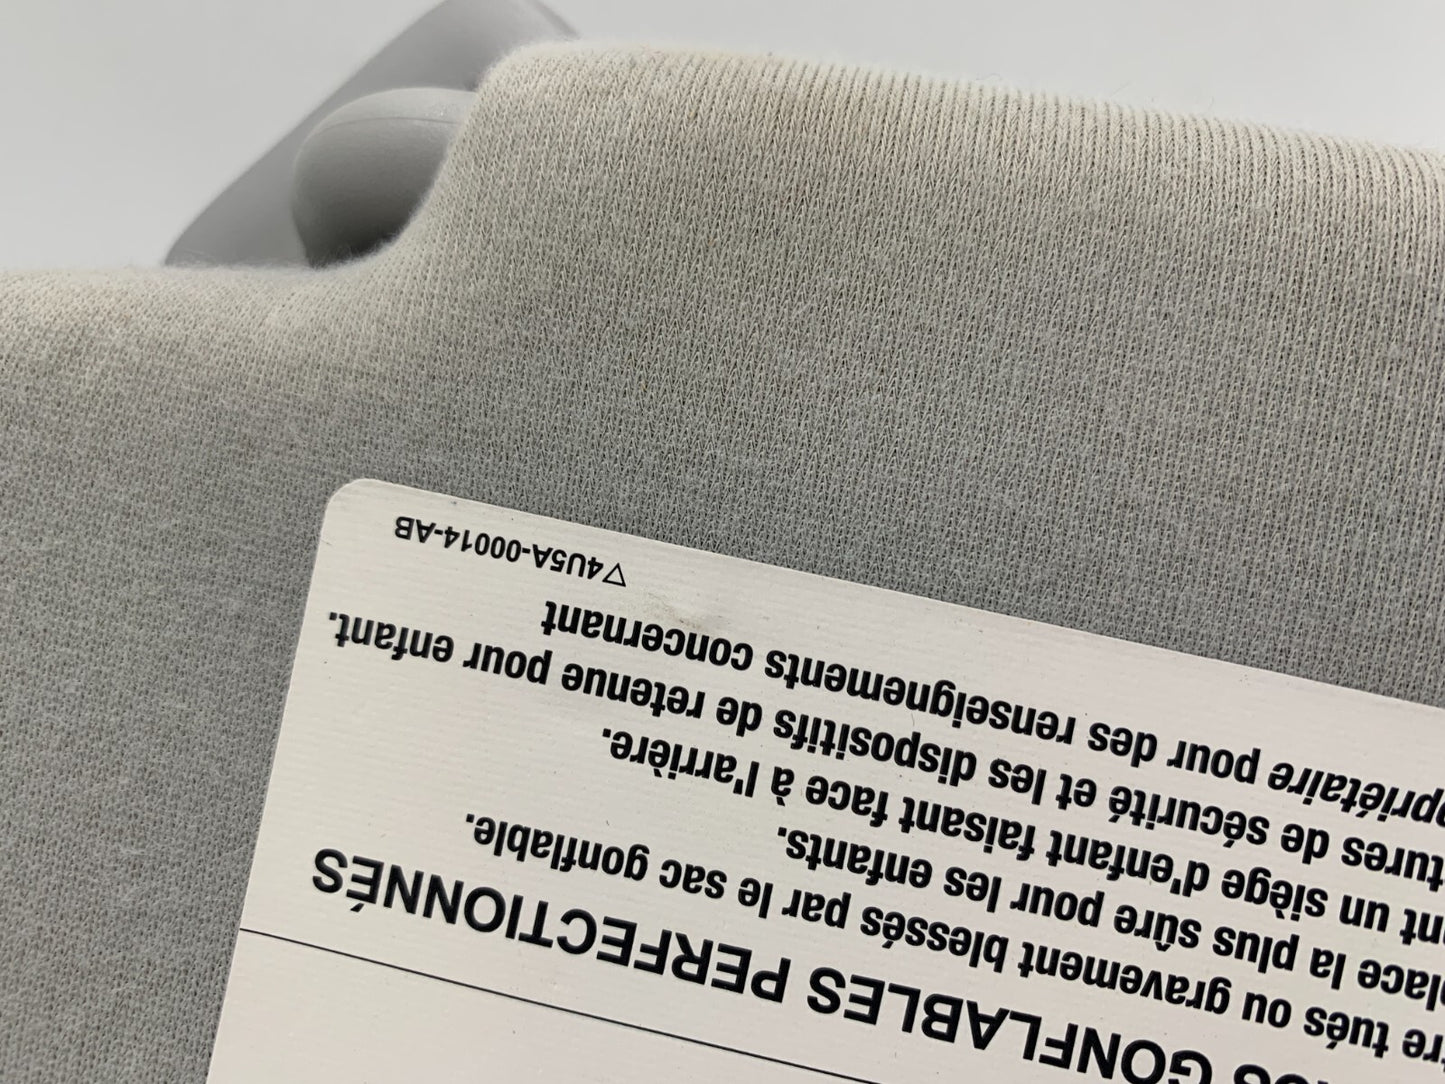 GONFLABLES PERFECTIONNÉS
tués ou gravement blessés par le sac gonflable.
la plus sûre pour les enfants.
un siège d'enfant faisant face à l'arrière.
de sécurité et les dispositifs de retenue pour enfant.
pour des renseignements concernant
▽4U5A-00014-AB